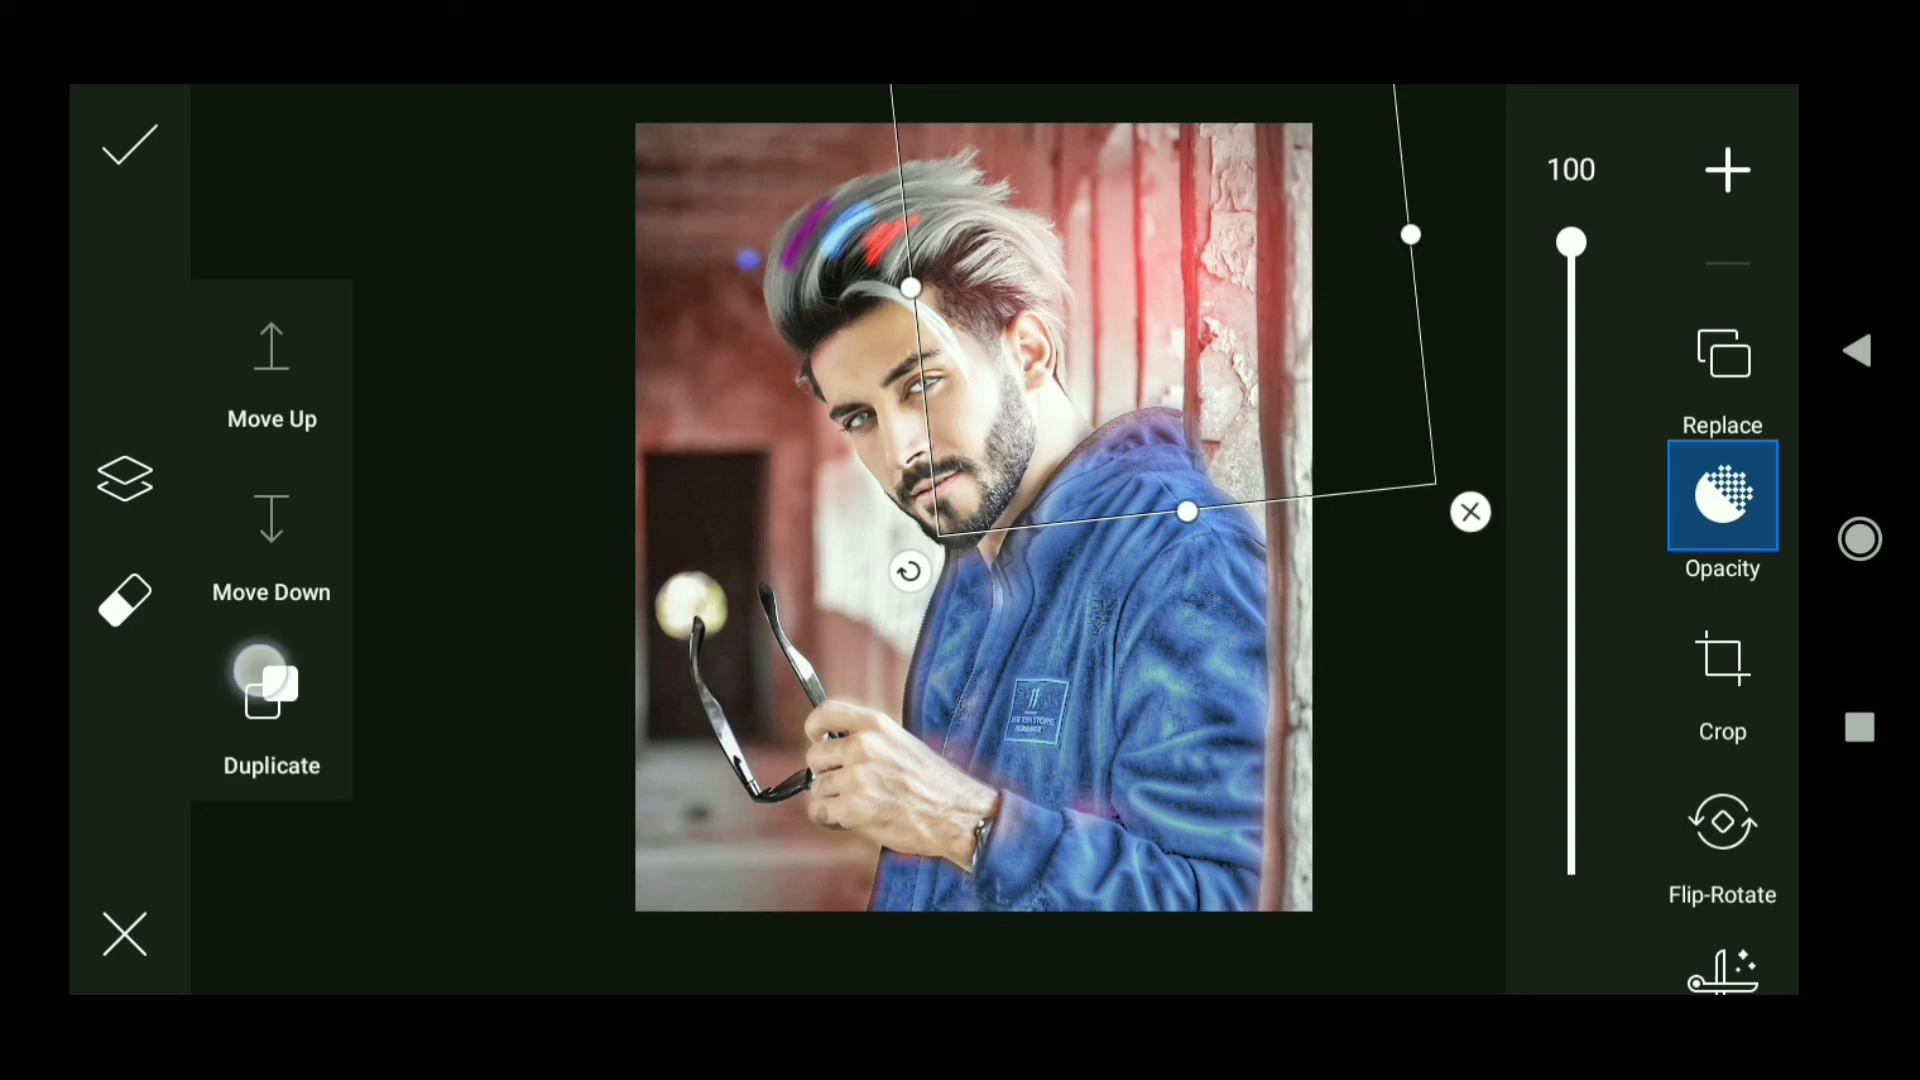 100
Move Up
Replace
Opacity
Move Down
Crop
Duplicate
Flip-Rotate